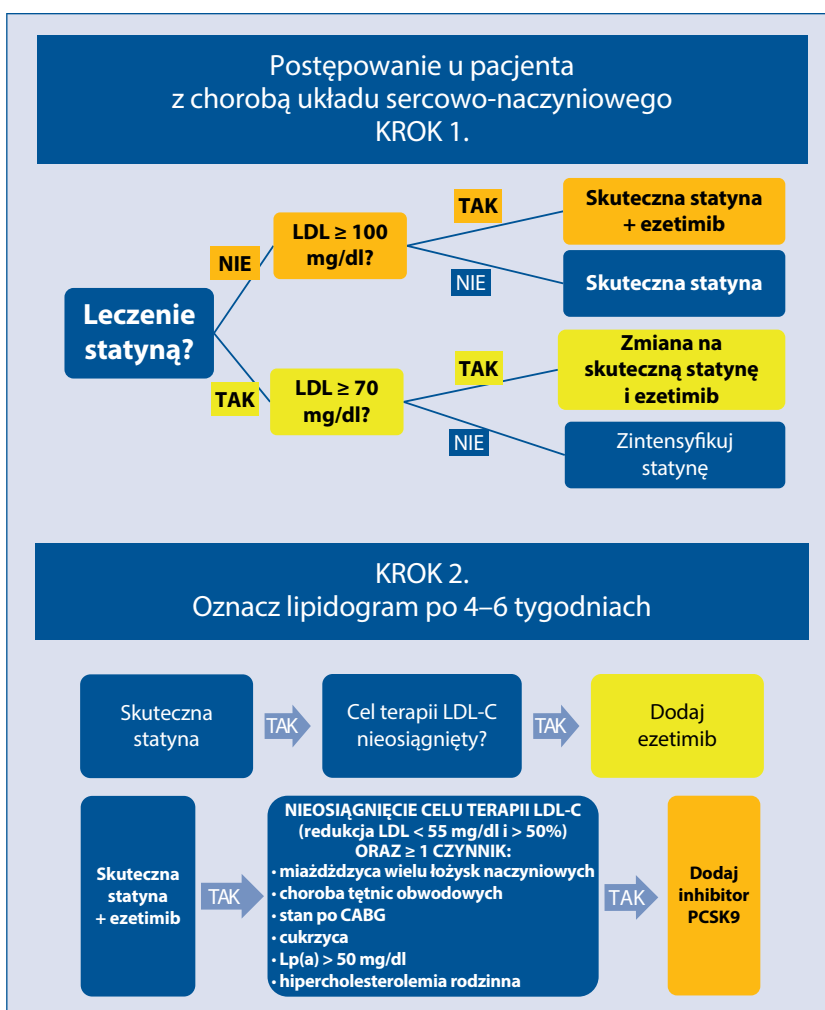 Postępowanie u pacjenta
z chorobą układu sercowo-naczyniowego
KROK 1.
Leczenie
statyną?
NIE
LDL ≥ 100
mg/dl?
TAK
Skuteczna statyna
+ ezetimib
NIE
Skuteczna statyna
TAK
LDL ≥ 70
mg/dl?
TAK
Zmiana na
skuteczną statynę
i ezetimib
NIE
Zintensyfikuj
statynę
KROK 2.
Oznacz lipidogram po 4–6 tygodniach
Skuteczna
statyna
TAK
Cel terapii LDL-C
nieosiągnięty?
TAK
Dodaj
ezetimib
Skuteczna
statyna
+ ezetimib
TAK
NIEOSIĄGNIĘCIE CELU TERAPII LDL-C
(redukcja LDL < 55 mg/dl i > 50%)
ORAZ ≥ 1 CZYNNIK:
• miażdżdzyca wielu łożysk naczyniowych
• choroba tętnic obwodowych
• stan po CABG
• cukrzyca
• Lp(a) > 50 mg/dl
• hipercholesterolemia rodzinna
TAK
Dodaj
inhibitor
PCSK9